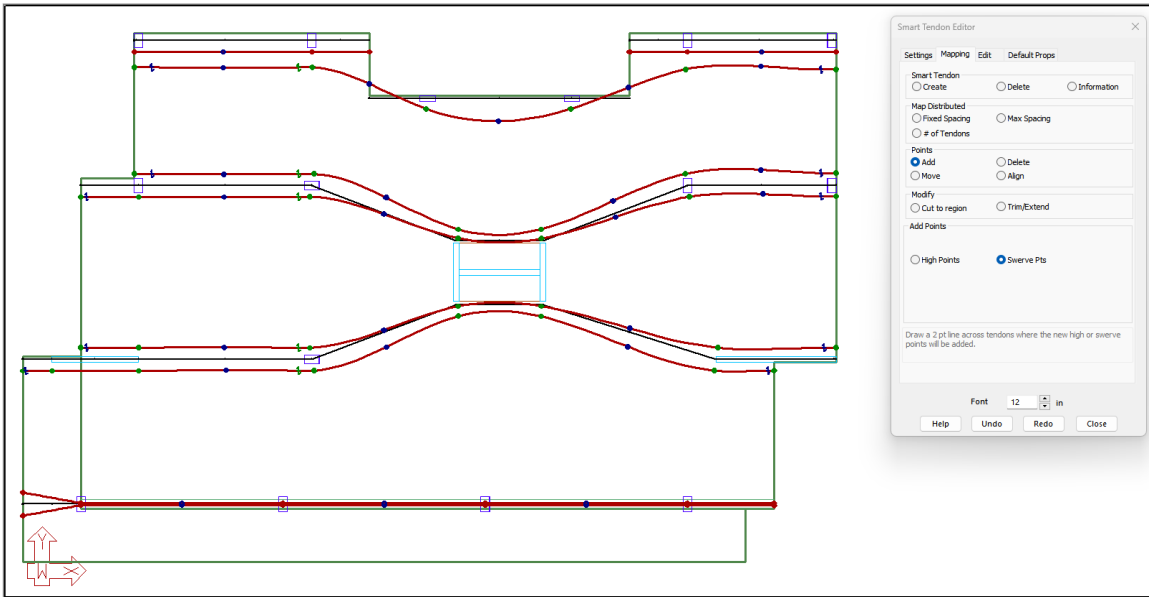 Smart Tendon Editor
Settings Mapping Edit Default Props
Smart Tendon
Create Delete Information
Map Distributed
Fixed Spacing Max Spacing
# of Tendons
Points
Add Delete
Move Align
Modify
Cut to region Trim/Extend
Add Points
High Points Swerve Pts
Draw a 2 pt line across tendons where the new high or swerve
points will be added.
Font 12 in
Help Undo Redo Close
Y
W X